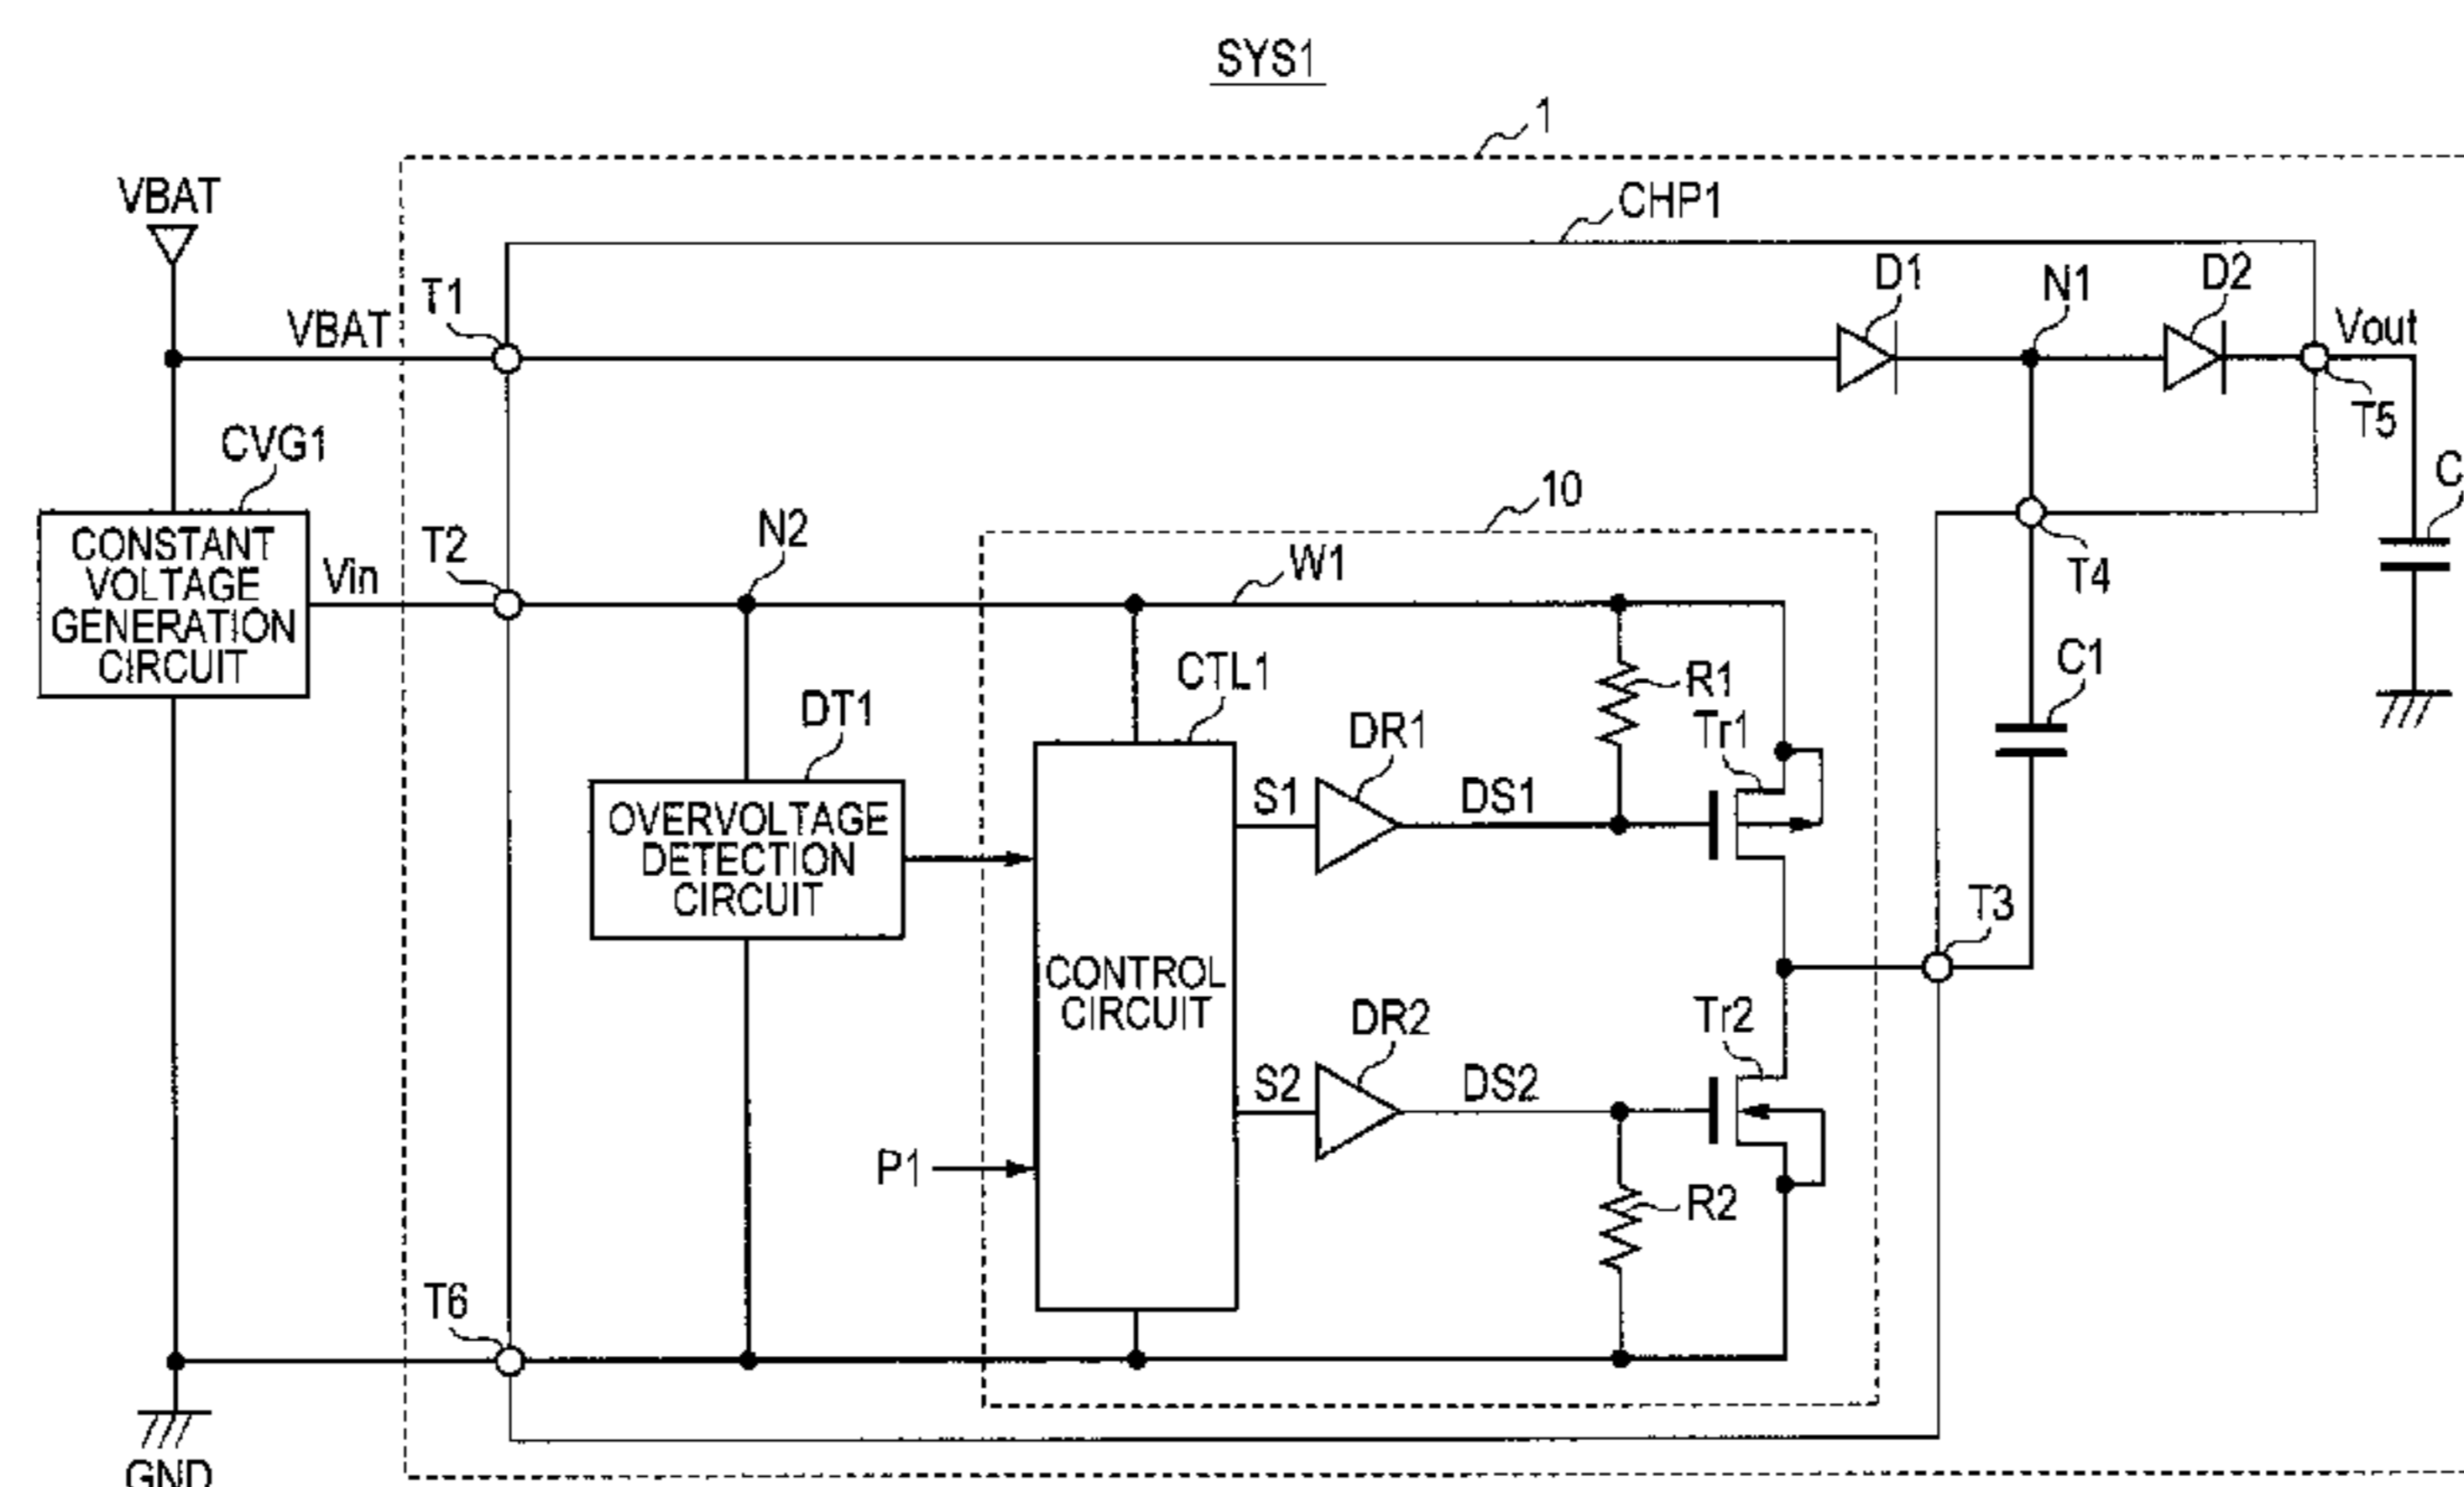 SYS1
1
CHP1
VBAT
VBAT
T1
D1
N1
D2
Vout
T5
CVG1
CONSTANT
VOLTAGE
GENERATION
CIRCUIT
Vin
T2
N2
10
W1
T4
C
DT1
CTL1
R1
Tr1
C1
OVERVOLTAGE
DETECTION
CIRCUIT
S1
DR1
DS1
T3
CONTROL
CIRCUIT
S2
DR2
DS2
Tr2
P1
R2
T6
GND